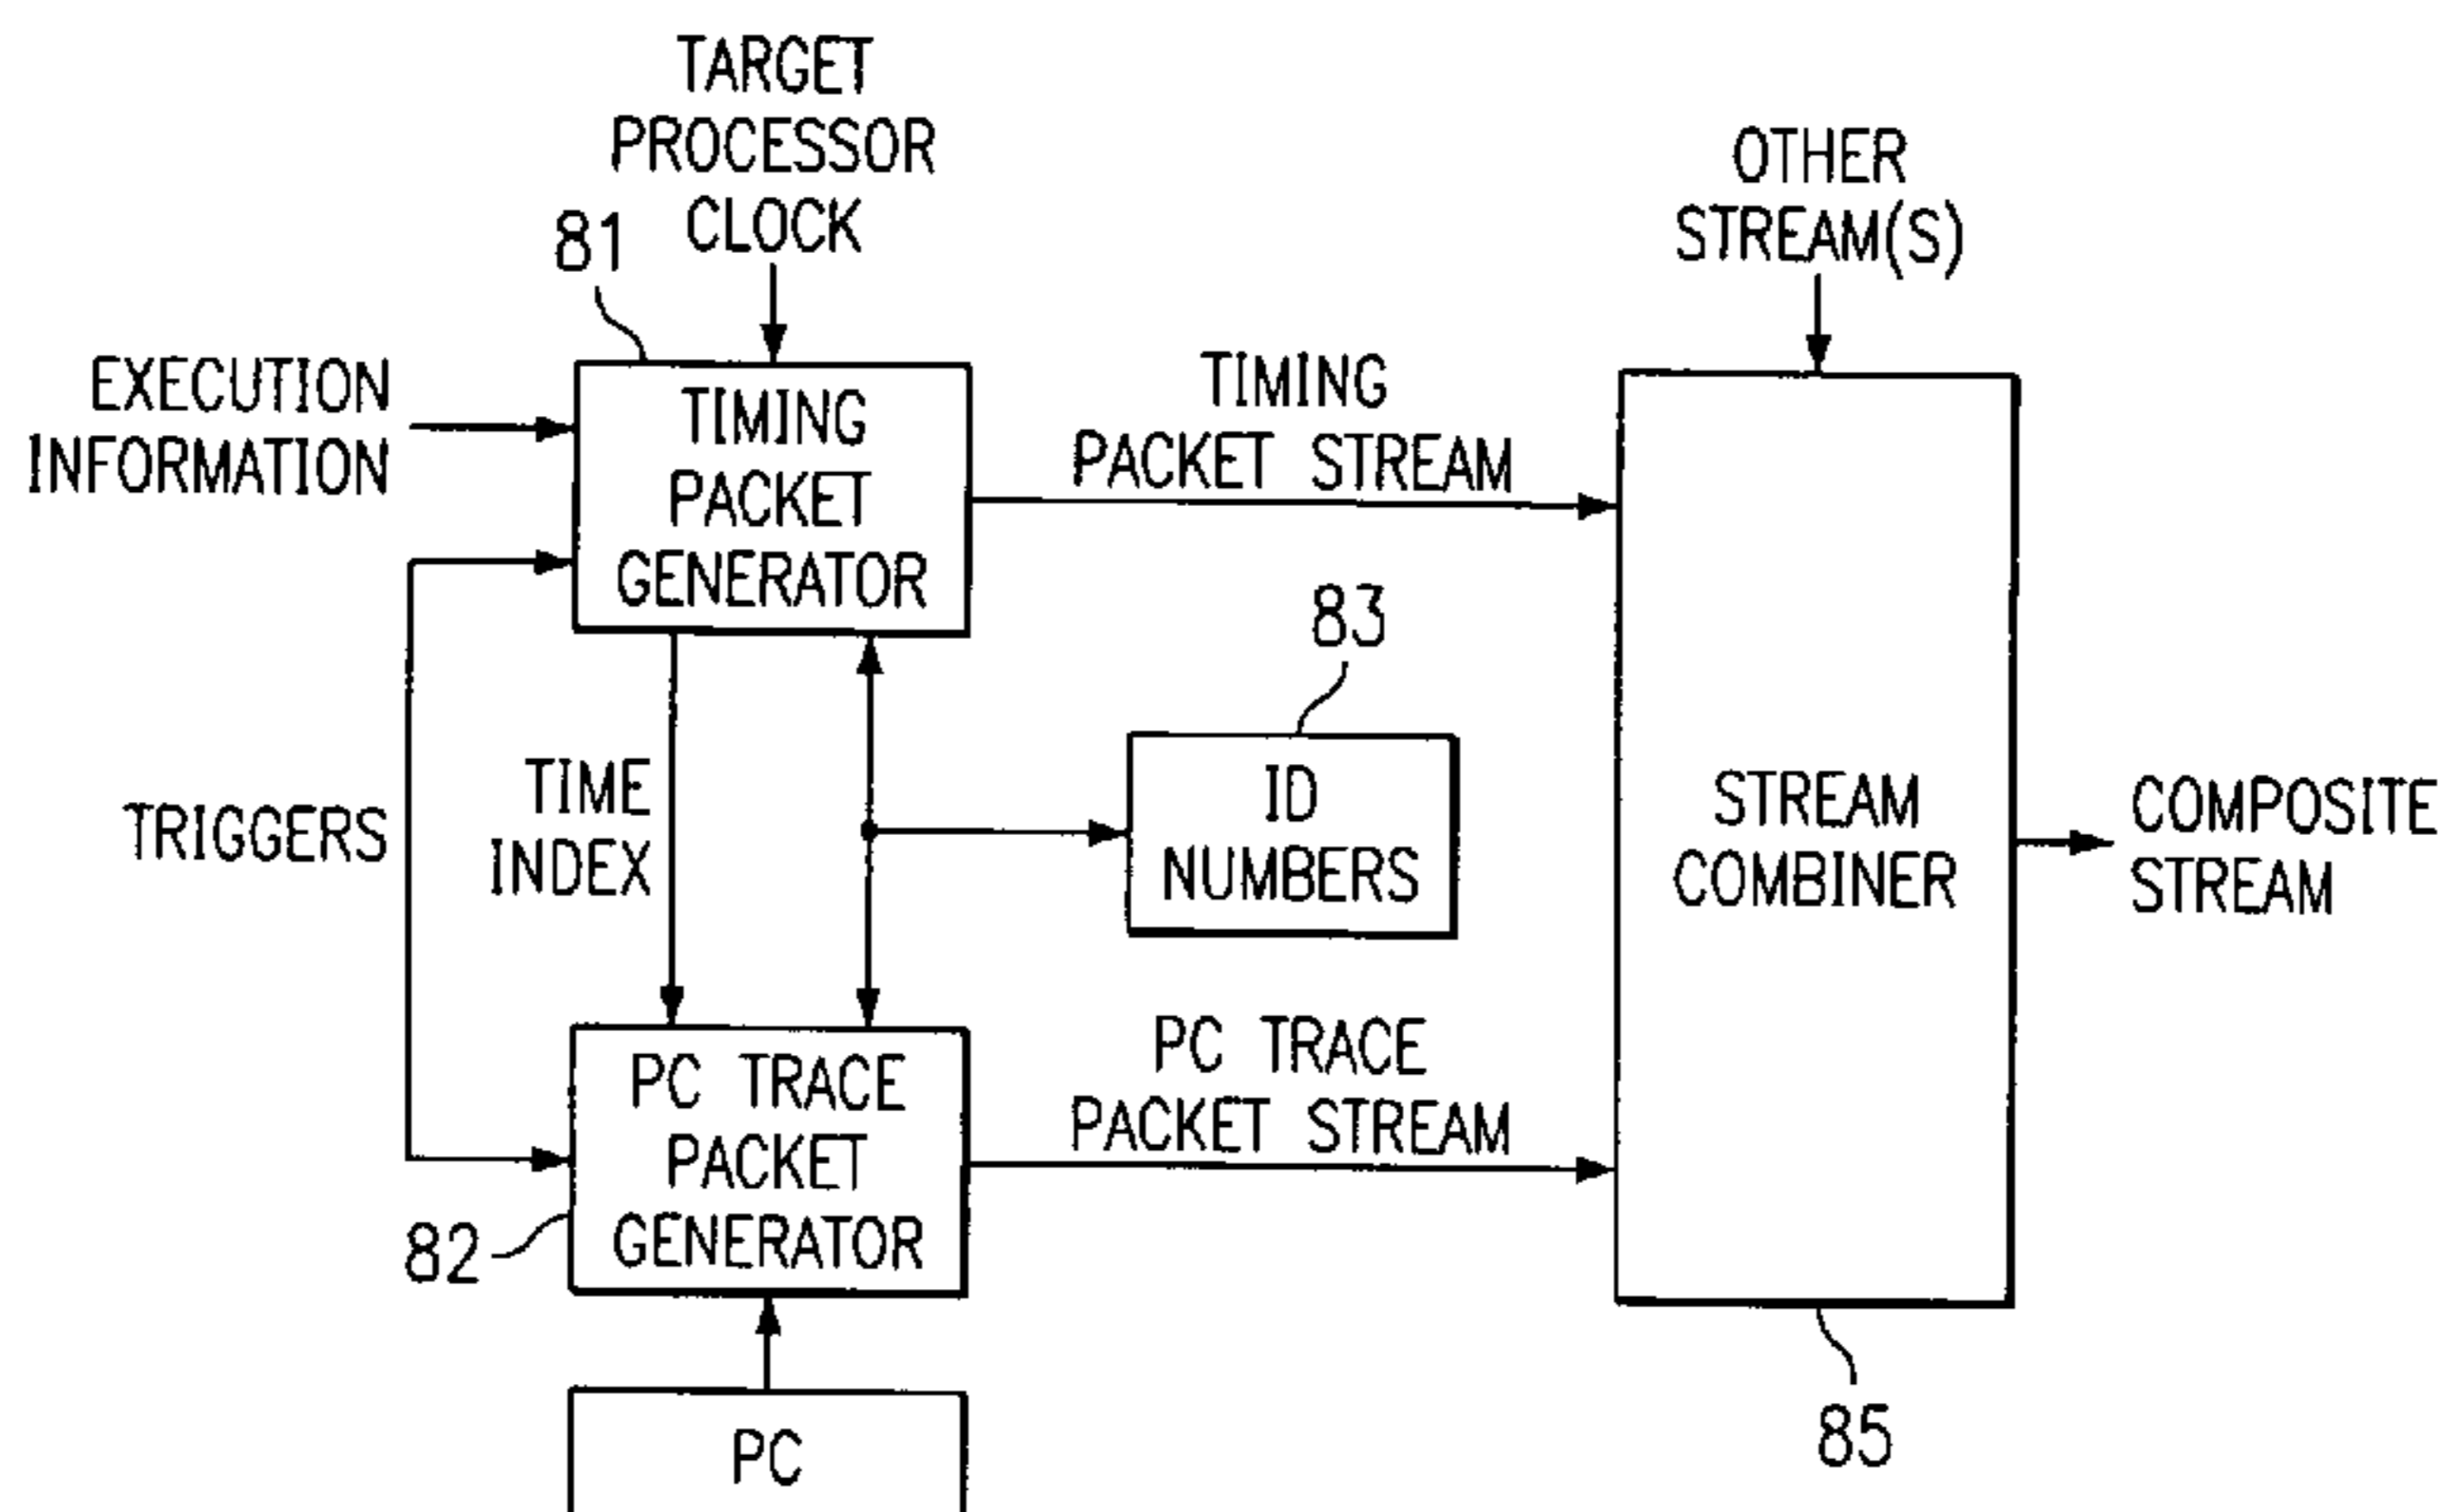 TARGET
PROCESSOR
CLOCK
81
EXECUTION
INFORMATION
TIMING
PACKET
GENERATOR
TIMING
PACKET STREAM
OTHER
STREAM(S)
83
ID
NUMBERS
TIME
INDEX
TRIGGERS
STREAM
COMBINER
COMPOSITE
STREAM
PC TRACE
PACKET
GENERATOR
82
PC TRACE
PACKET STREAM
PC
85